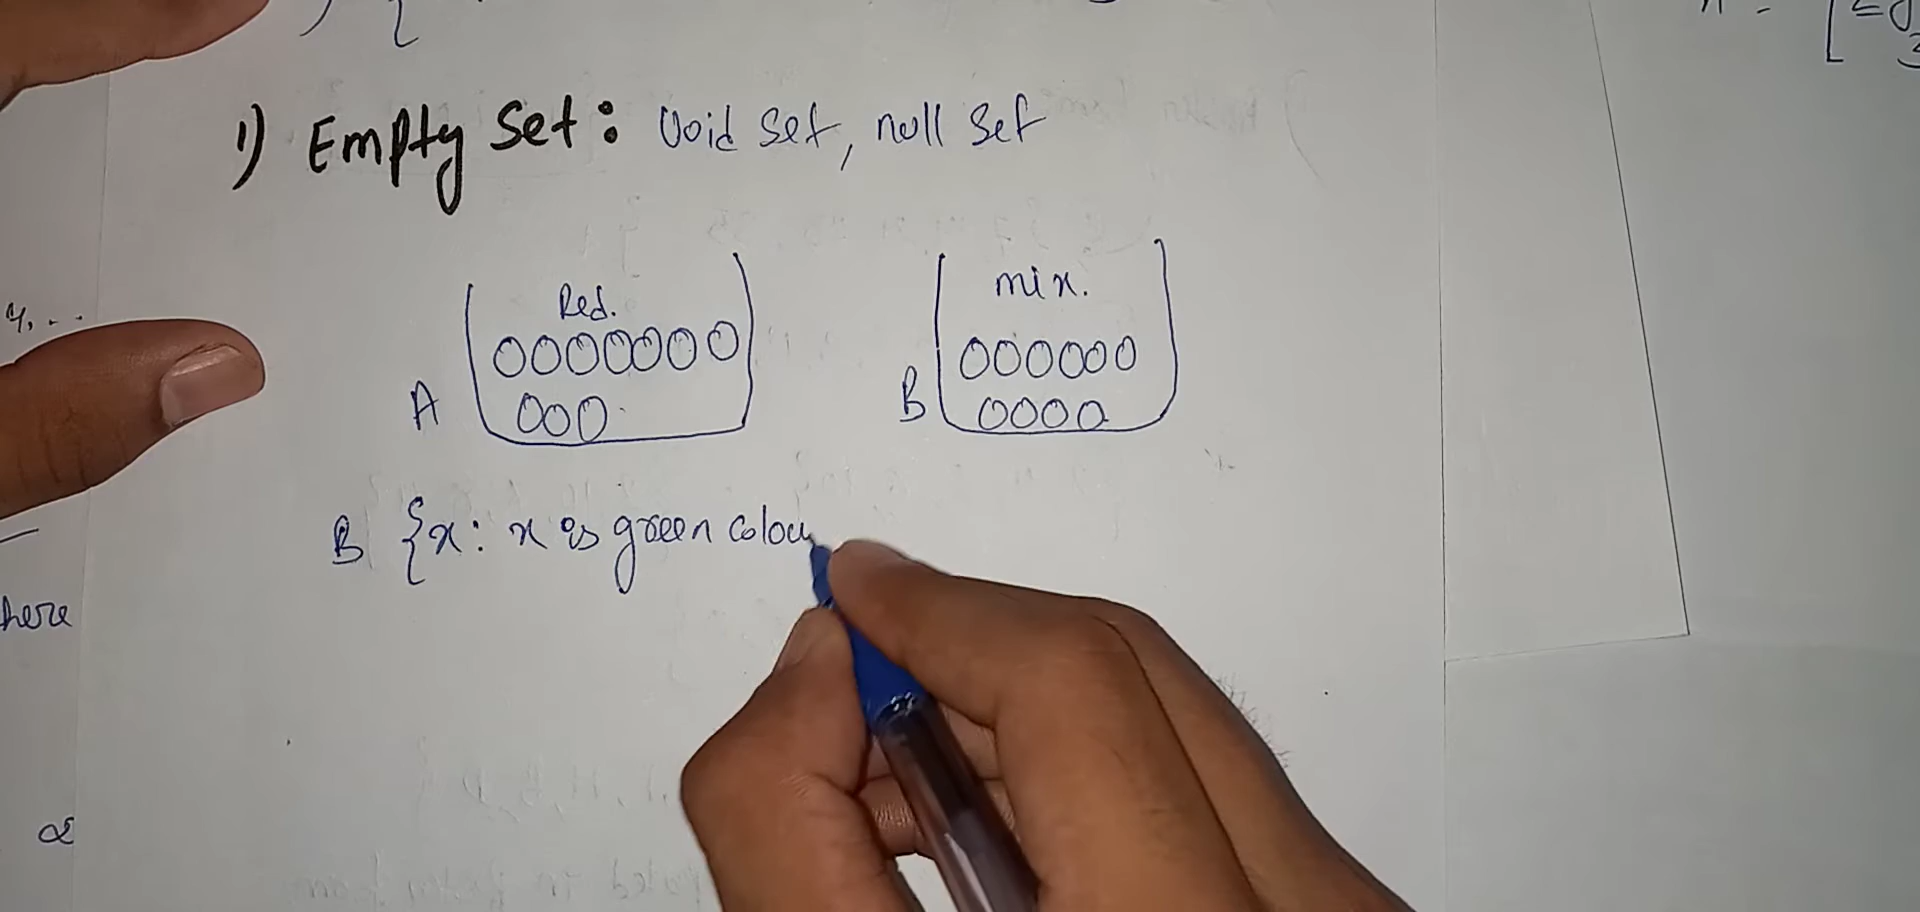 1) Empty Set: Void Set, null Set
Red.
mix.
A
B
B {x: x is green colou
here